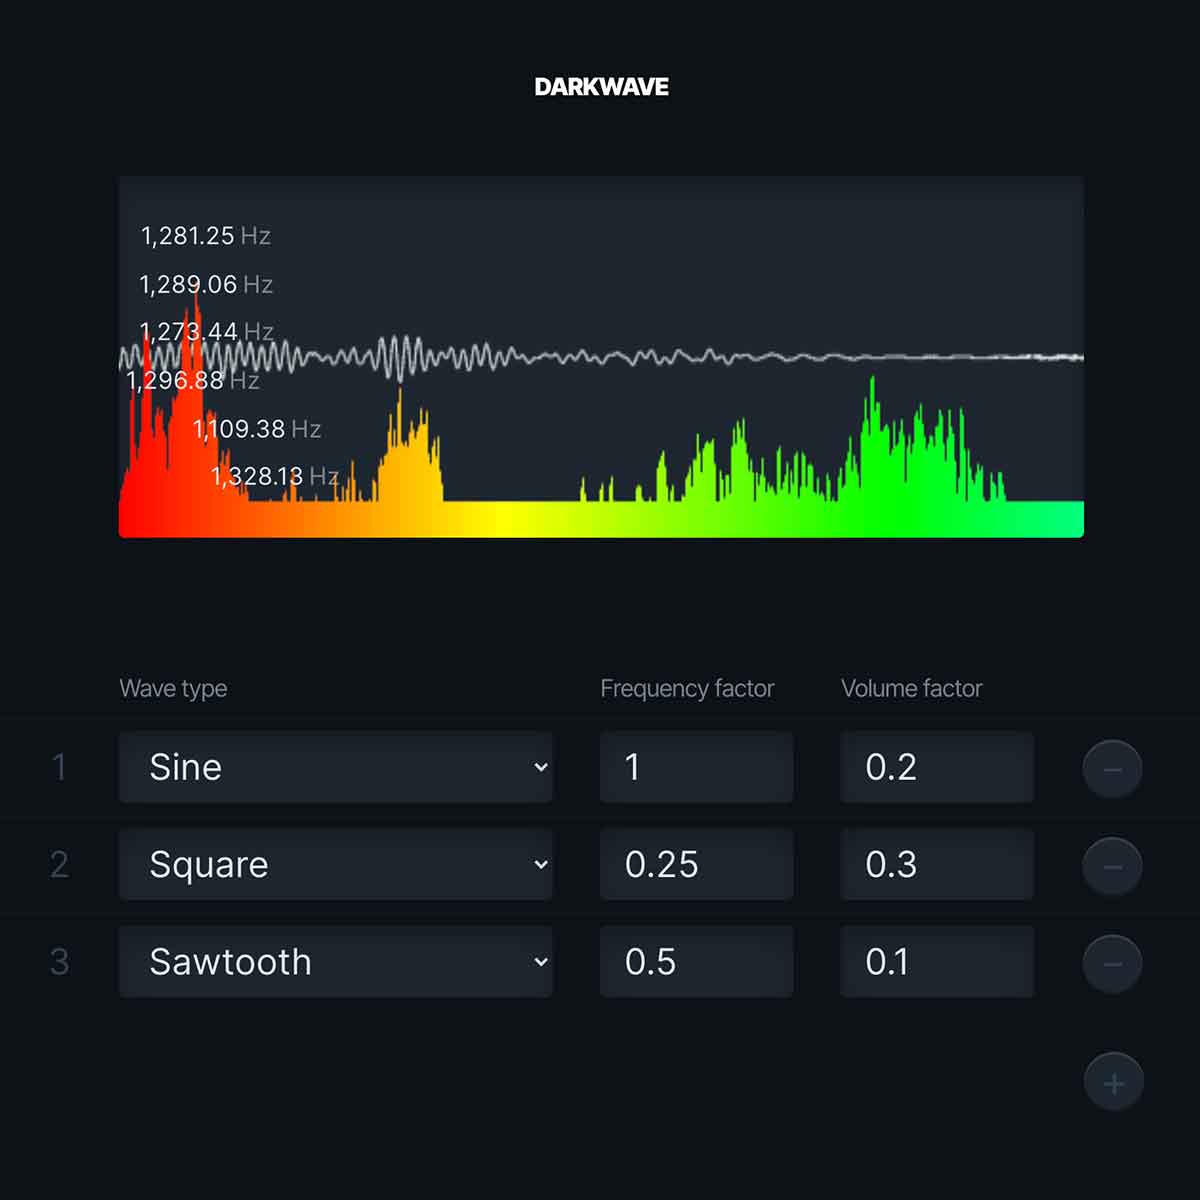 DARKWAVE
1,281.25 Hz
1,289.06 Hz
1,273.44 Hz
1,296.88 Hz
1,109.38 Hz
1,328.13 Hz
Wave type Frequency factor Volume factor
1 Sine 1 0.2 −
2 Square 0.25 0.3 −
3 Sawtooth 0.5 0.1 −
+